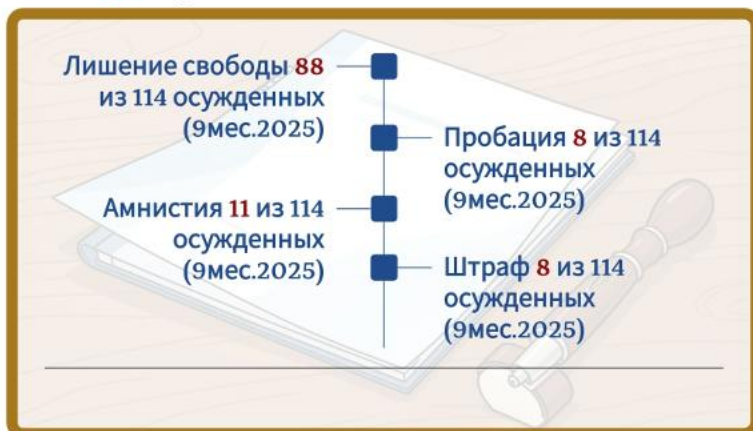 Лишение свободы 88
из 114 осужденных
(9мес.2025)
Пробация 8 из 114
осужденных
(9мес.2025)
Амнистия 11 из 114
осужденных
(9мес.2025)
Штраф 8 из 114
осужденных
(9мес.2025)